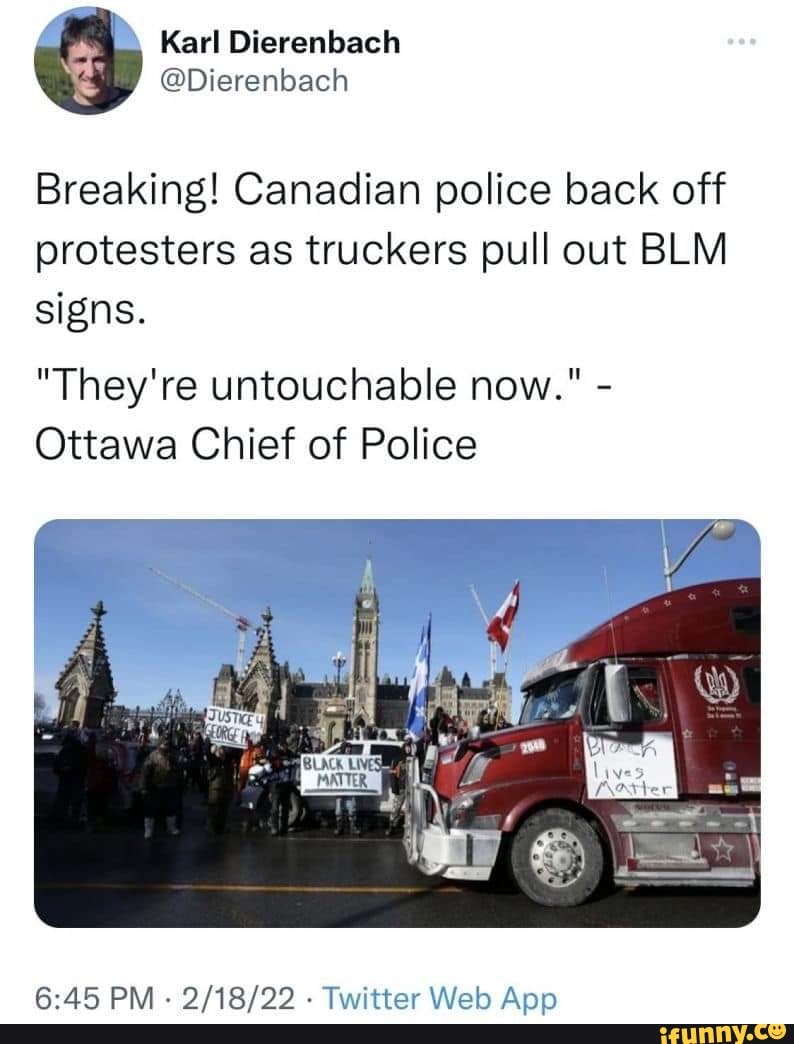 Karl Dierenbach
@Dierenbach
Breaking! Canadian police back off
protesters as truckers pull out BLM
signs.
"They're untouchable now." -
Ottawa Chief of Police
JUSTICE 4
GEORGE
BLACK LIVES
MATTER
2040
Black
lives
Matter
6:45 PM · 2/18/22 · Twitter Web App
ifunny.co